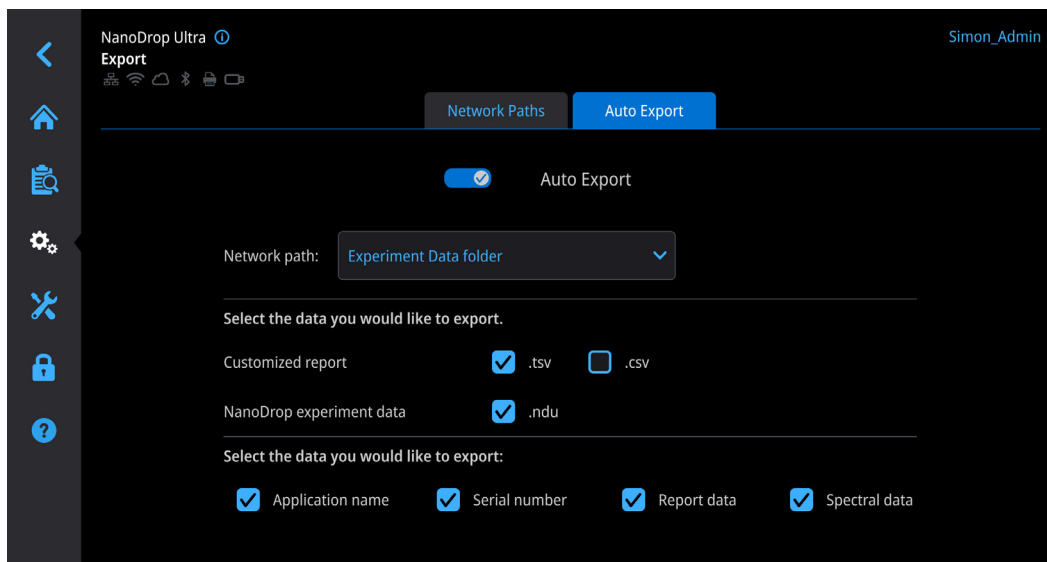 NanoDrop Ultra
Simon_Admin
Export
Network Paths
Auto Export
Auto Export
Network path:
Experiment Data folder
Select the data you would like to export.
Customized report
.tsv
.csv
NanoDrop experiment data
.ndu
Select the data you would like to export:
Application name
Serial number
Report data
Spectral data